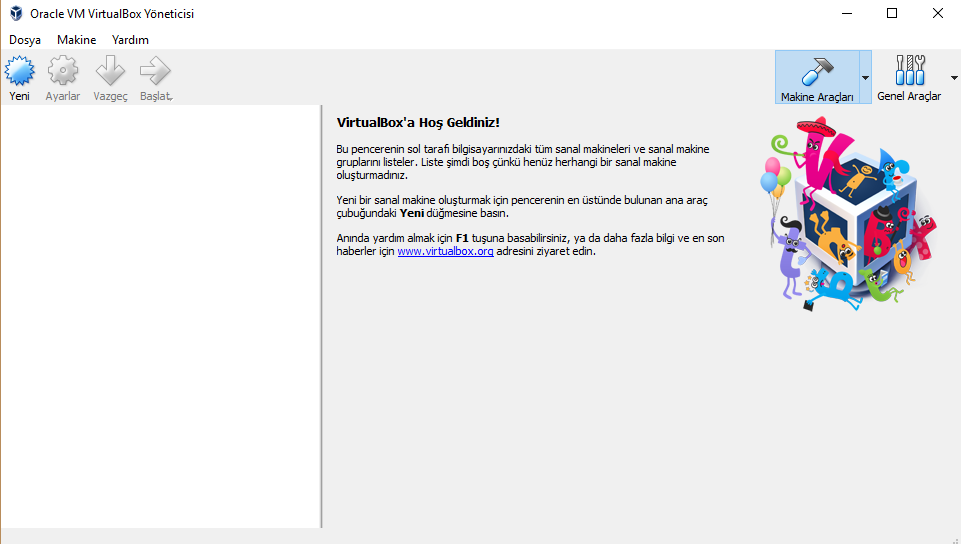 Oracle VM VirtualBox Yöneticisi
Dosya Makine Yardım
Yeni Ayarlar Vazgeç Başlat Makine Araçları Genel Araçlar
VirtualBox'a Hoş Geldiniz!
Bu pencerenin sol tarafı bilgisayarınızdaki tüm sanal makineleri ve sanal makine
gruplarını listeler. Liste şimdi boş çünkü henüz herhangi bir sanal makine
oluşturmadınız.
Yeni bir sanal makine oluşturmak için pencerenin en üstünde bulunan ana araç
çubuğundaki Yeni düğmesine basın.
Anında yardım almak için F1 tuşuna basabilirsiniz, ya da daha fazla bilgi ve en son
haberler için www.virtualbox.org adresini ziyaret edin.